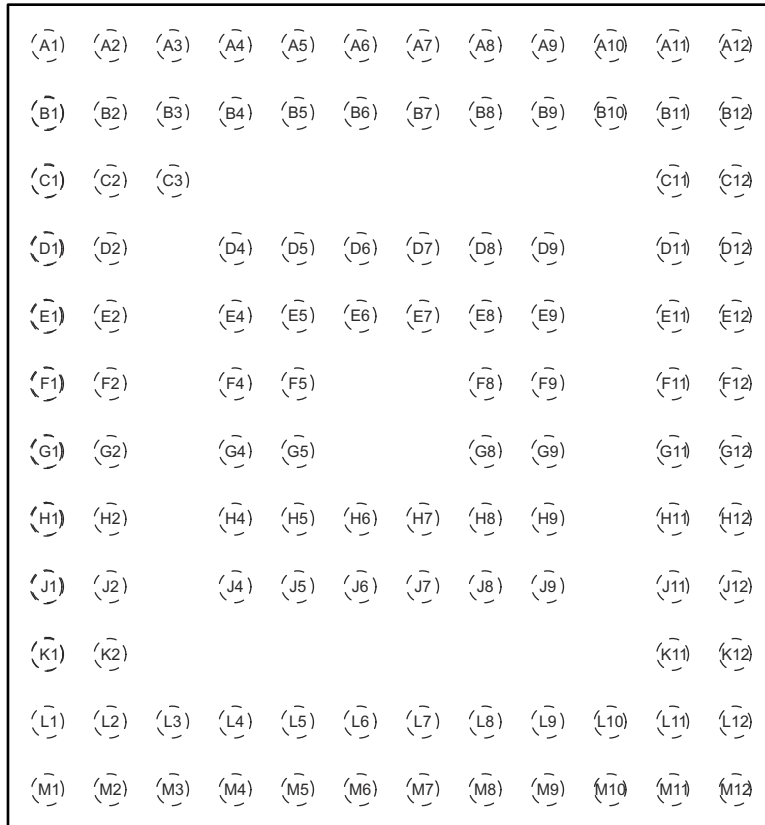 A1 A2 A3 A4 A5 A6 A7 A8 A9 A10 A11 A12
B1 B2 B3 B4 B5 B6 B7 B8 B9 B10 B11 B12
C1 C2 C3 C11 C12
D1 D2 D4 D5 D6 D7 D8 D9 D11 D12
E1 E2 E4 E5 E6 E7 E8 E9 E11 E12
F1 F2 F4 F5 F8 F9 F11 F12
G1 G2 G4 G5 G8 G9 G11 G12
H1 H2 H4 H5 H6 H7 H8 H9 H11 H12
J1 J2 J4 J5 J6 J7 J8 J9 J11 J12
K1 K2 K11 K12
L1 L2 L3 L4 L5 L6 L7 L8 L9 L10 L11 L12
M1 M2 M3 M4 M5 M6 M7 M8 M9 M10 M11 M12